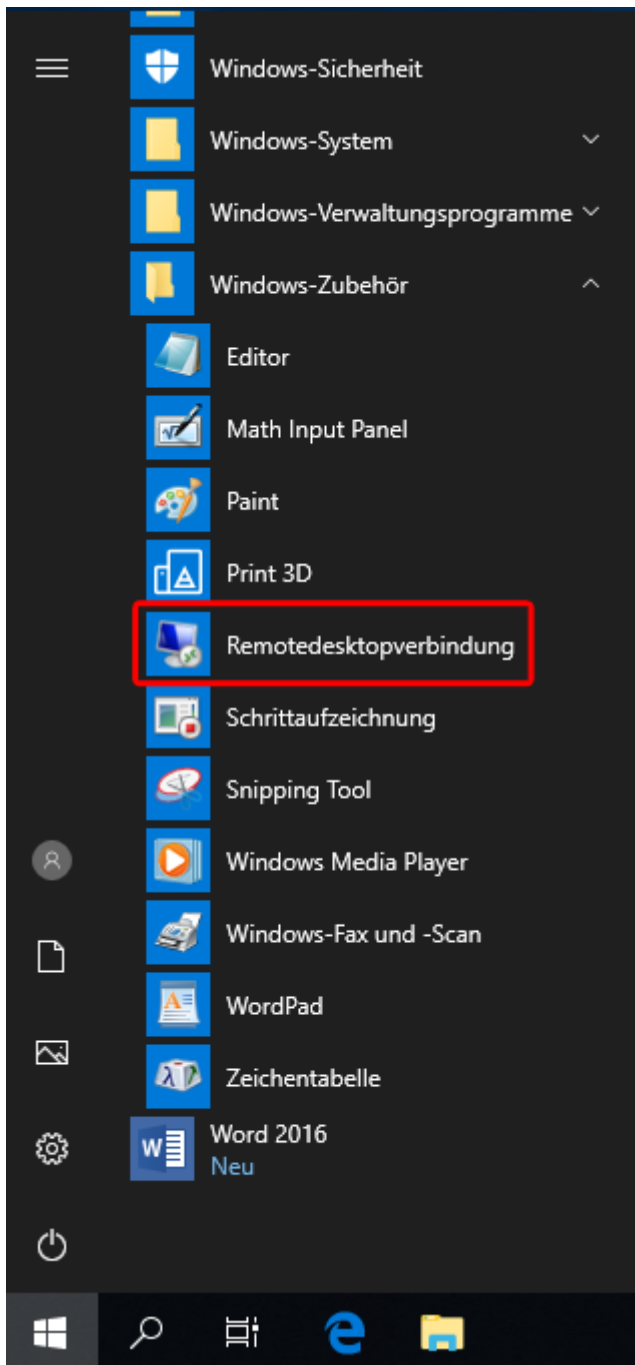 Windows-Sicherheit
Windows-System
Windows-Verwaltungsprogramme
Windows-Zubehör
Editor
Math Input Panel
Paint
Print 3D
Remotedesktopverbindung
Schrittaufzeichnung
Snipping Tool
Windows Media Player
Windows-Fax und -Scan
WordPad
Zeichentabelle
Word 2016
Neu